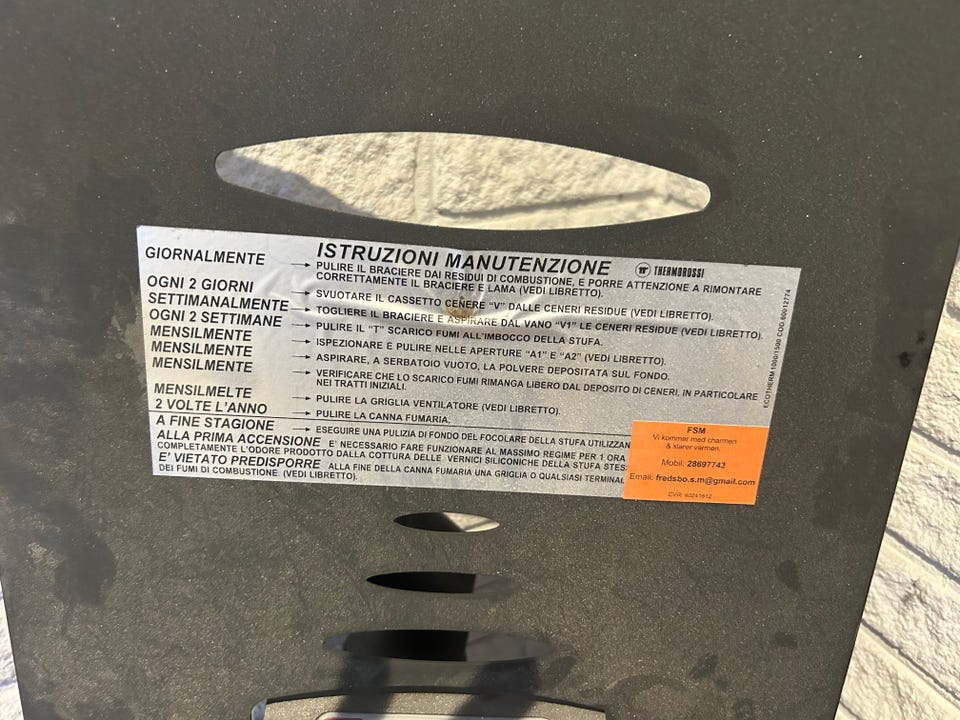 ISTRUZIONI MANUTENZIONE THERMOROSSI
GIORNALMENTE → PULIRE IL BRACIERE DAI RESIDUI DI COMBUSTIONE, E PORRE ATTENZIONE A RIMONTARE
CORRETTAMENTE IL BRACIERE E LAMA (VEDI LIBRETTO).
OGNI 2 GIORNI → SVUOTARE IL CASSETTO CENERE "V" DALLE CENERI RESIDUE (VEDI LIBRETTO).
SETTIMANALMENTE → TOGLIERE IL BRACIERE E ASPIRARE DAL VANO "V1" LE CENERI RESIDUE (VEDI LIBRETTO).
OGNI 2 SETTIMANE → PULIRE IL "T" SCARICO FUMI ALL'IMBOCCO DELLA STUFA.
MENSILMENTE → ISPEZIONARE E PULIRE NELLE APERTURE "A1" E "A2" (VEDI LIBRETTO).
MENSILMENTE → ASPIRARE, A SERBATOIO VUOTO, LA POLVERE DEPOSITATA SUL FONDO.
MENSILMENTE → VERIFICARE CHE LO SCARICO FUMI RIMANGA LIBERO DAL DEPOSITO DI CENERI, IN PARTICOLARE
NEI TRATTI INIZIALI.
MENSILMELTE → PULIRE LA GRIGLIA VENTILATORE (VEDI LIBRETTO).
2 VOLTE L'ANNO → PULIRE LA CANNA FUMARIA,
A FINE STAGIONE → ESEGUIRE UNA PULIZIA DI FONDO DEL FOCOLARE DELLA STUFA UTILIZZAN
ALLA PRIMA ACCENSIONE E' NECESSARIO FARE FUNZIONARE AL MASSIMO REGIME PER 1 ORA
COMPLETAMENTE L'ODORE PRODOTTO DALLA COTTURA DELLE VERNICI SILICONICHE DELLA STUFA STES
E' VIETATO PREDISPORRE ALLA FINE DELLA CANNA FUMARIA UNA GRIGLIA O QUALSIASI TERMINAL
DEI FUMI DI COMBUSTIONE (VEDI LIBRETTO).
ECOTHERM 1000/1500 COD.60012774
FSM
Vi kommer med charmen
& klarer varmen.
Mobil: 28697743
Email: fredsbo.s.m@gmail.com